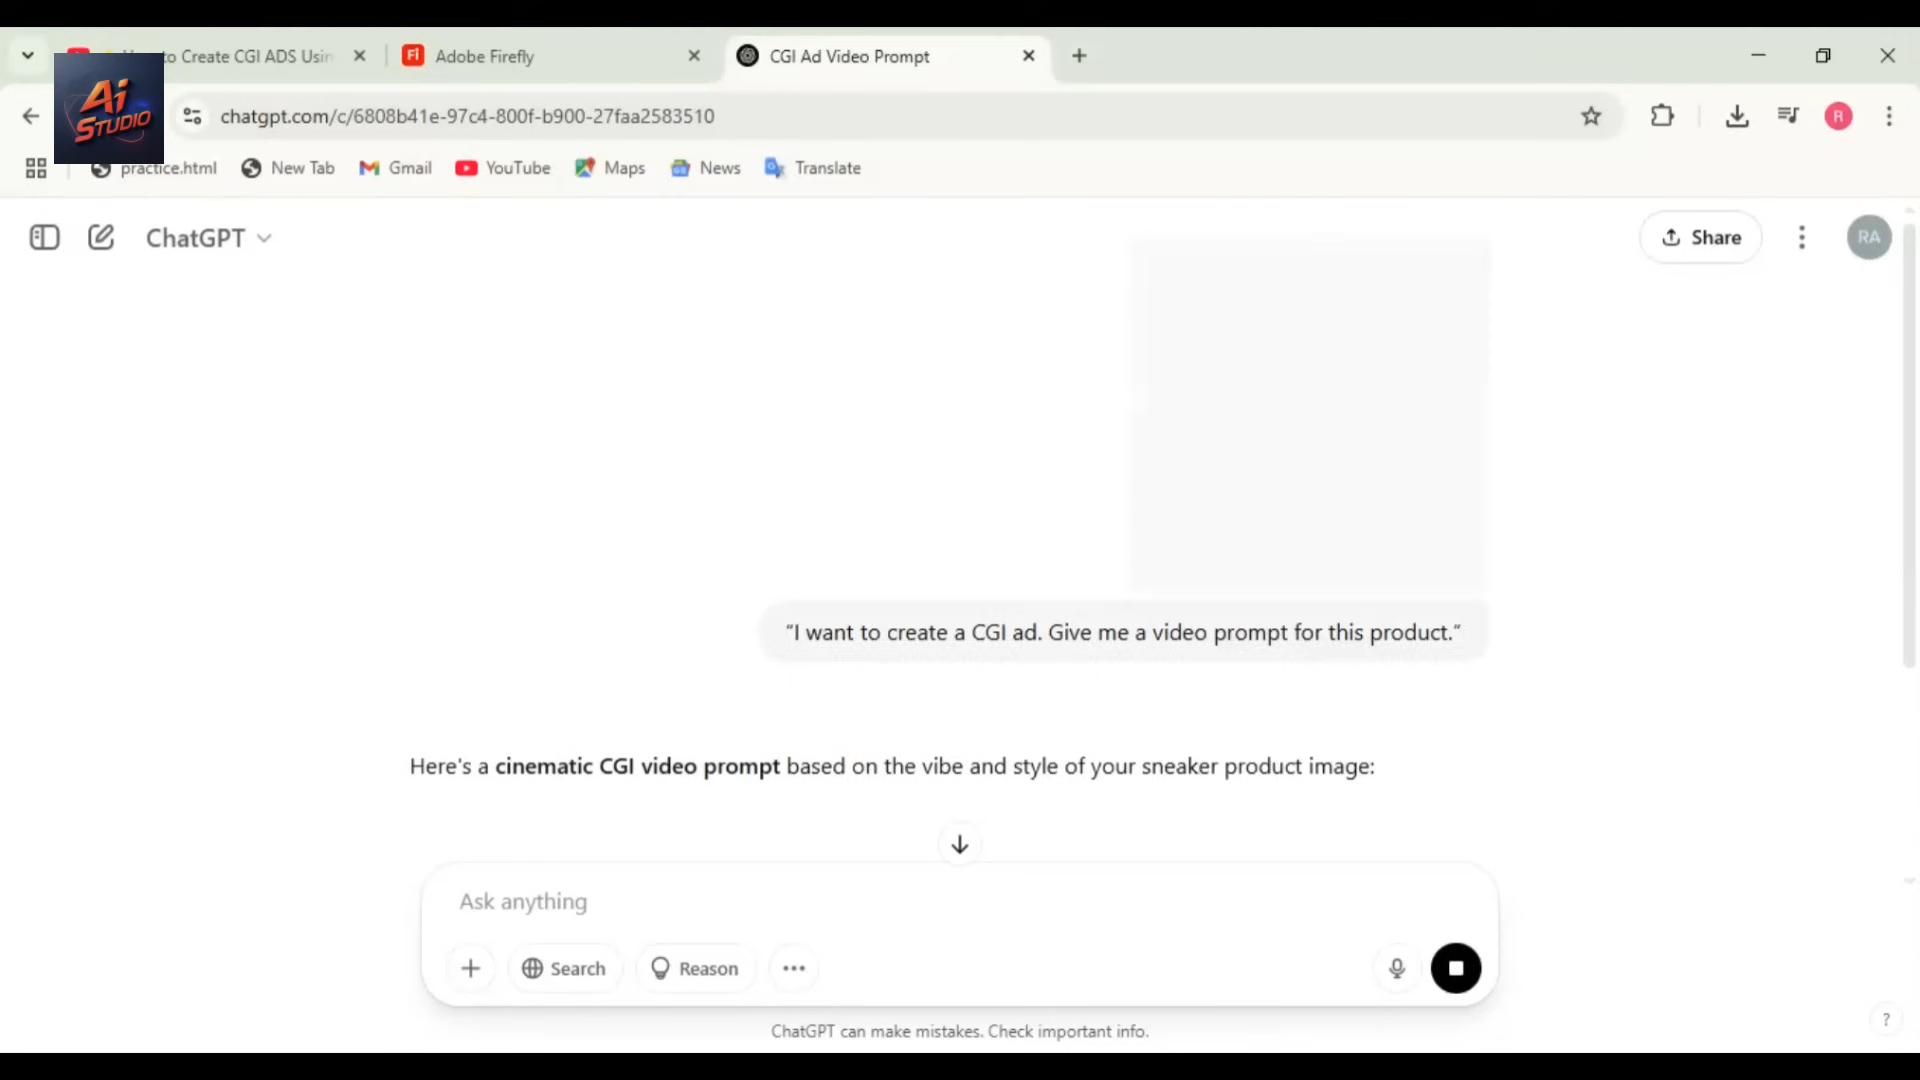 to Create CGI ADS Usin
Fi
Adobe Firefly
CGI Ad Video Prompt
Ai
STUDIO
chatgpt.com/c/6808b41e-97c4-800f-b900-27faa2583510
R
practice.html
New Tab
Gmail
YouTube
Maps
News
Translate
ChatGPT
Share
RA
“I want to create a CGI ad. Give me a video prompt for this product.”
Here's a cinematic CGI video prompt based on the vibe and style of your sneaker product image:
Ask anything
Search
Reason
ChatGPT can make mistakes. Check important info.
?